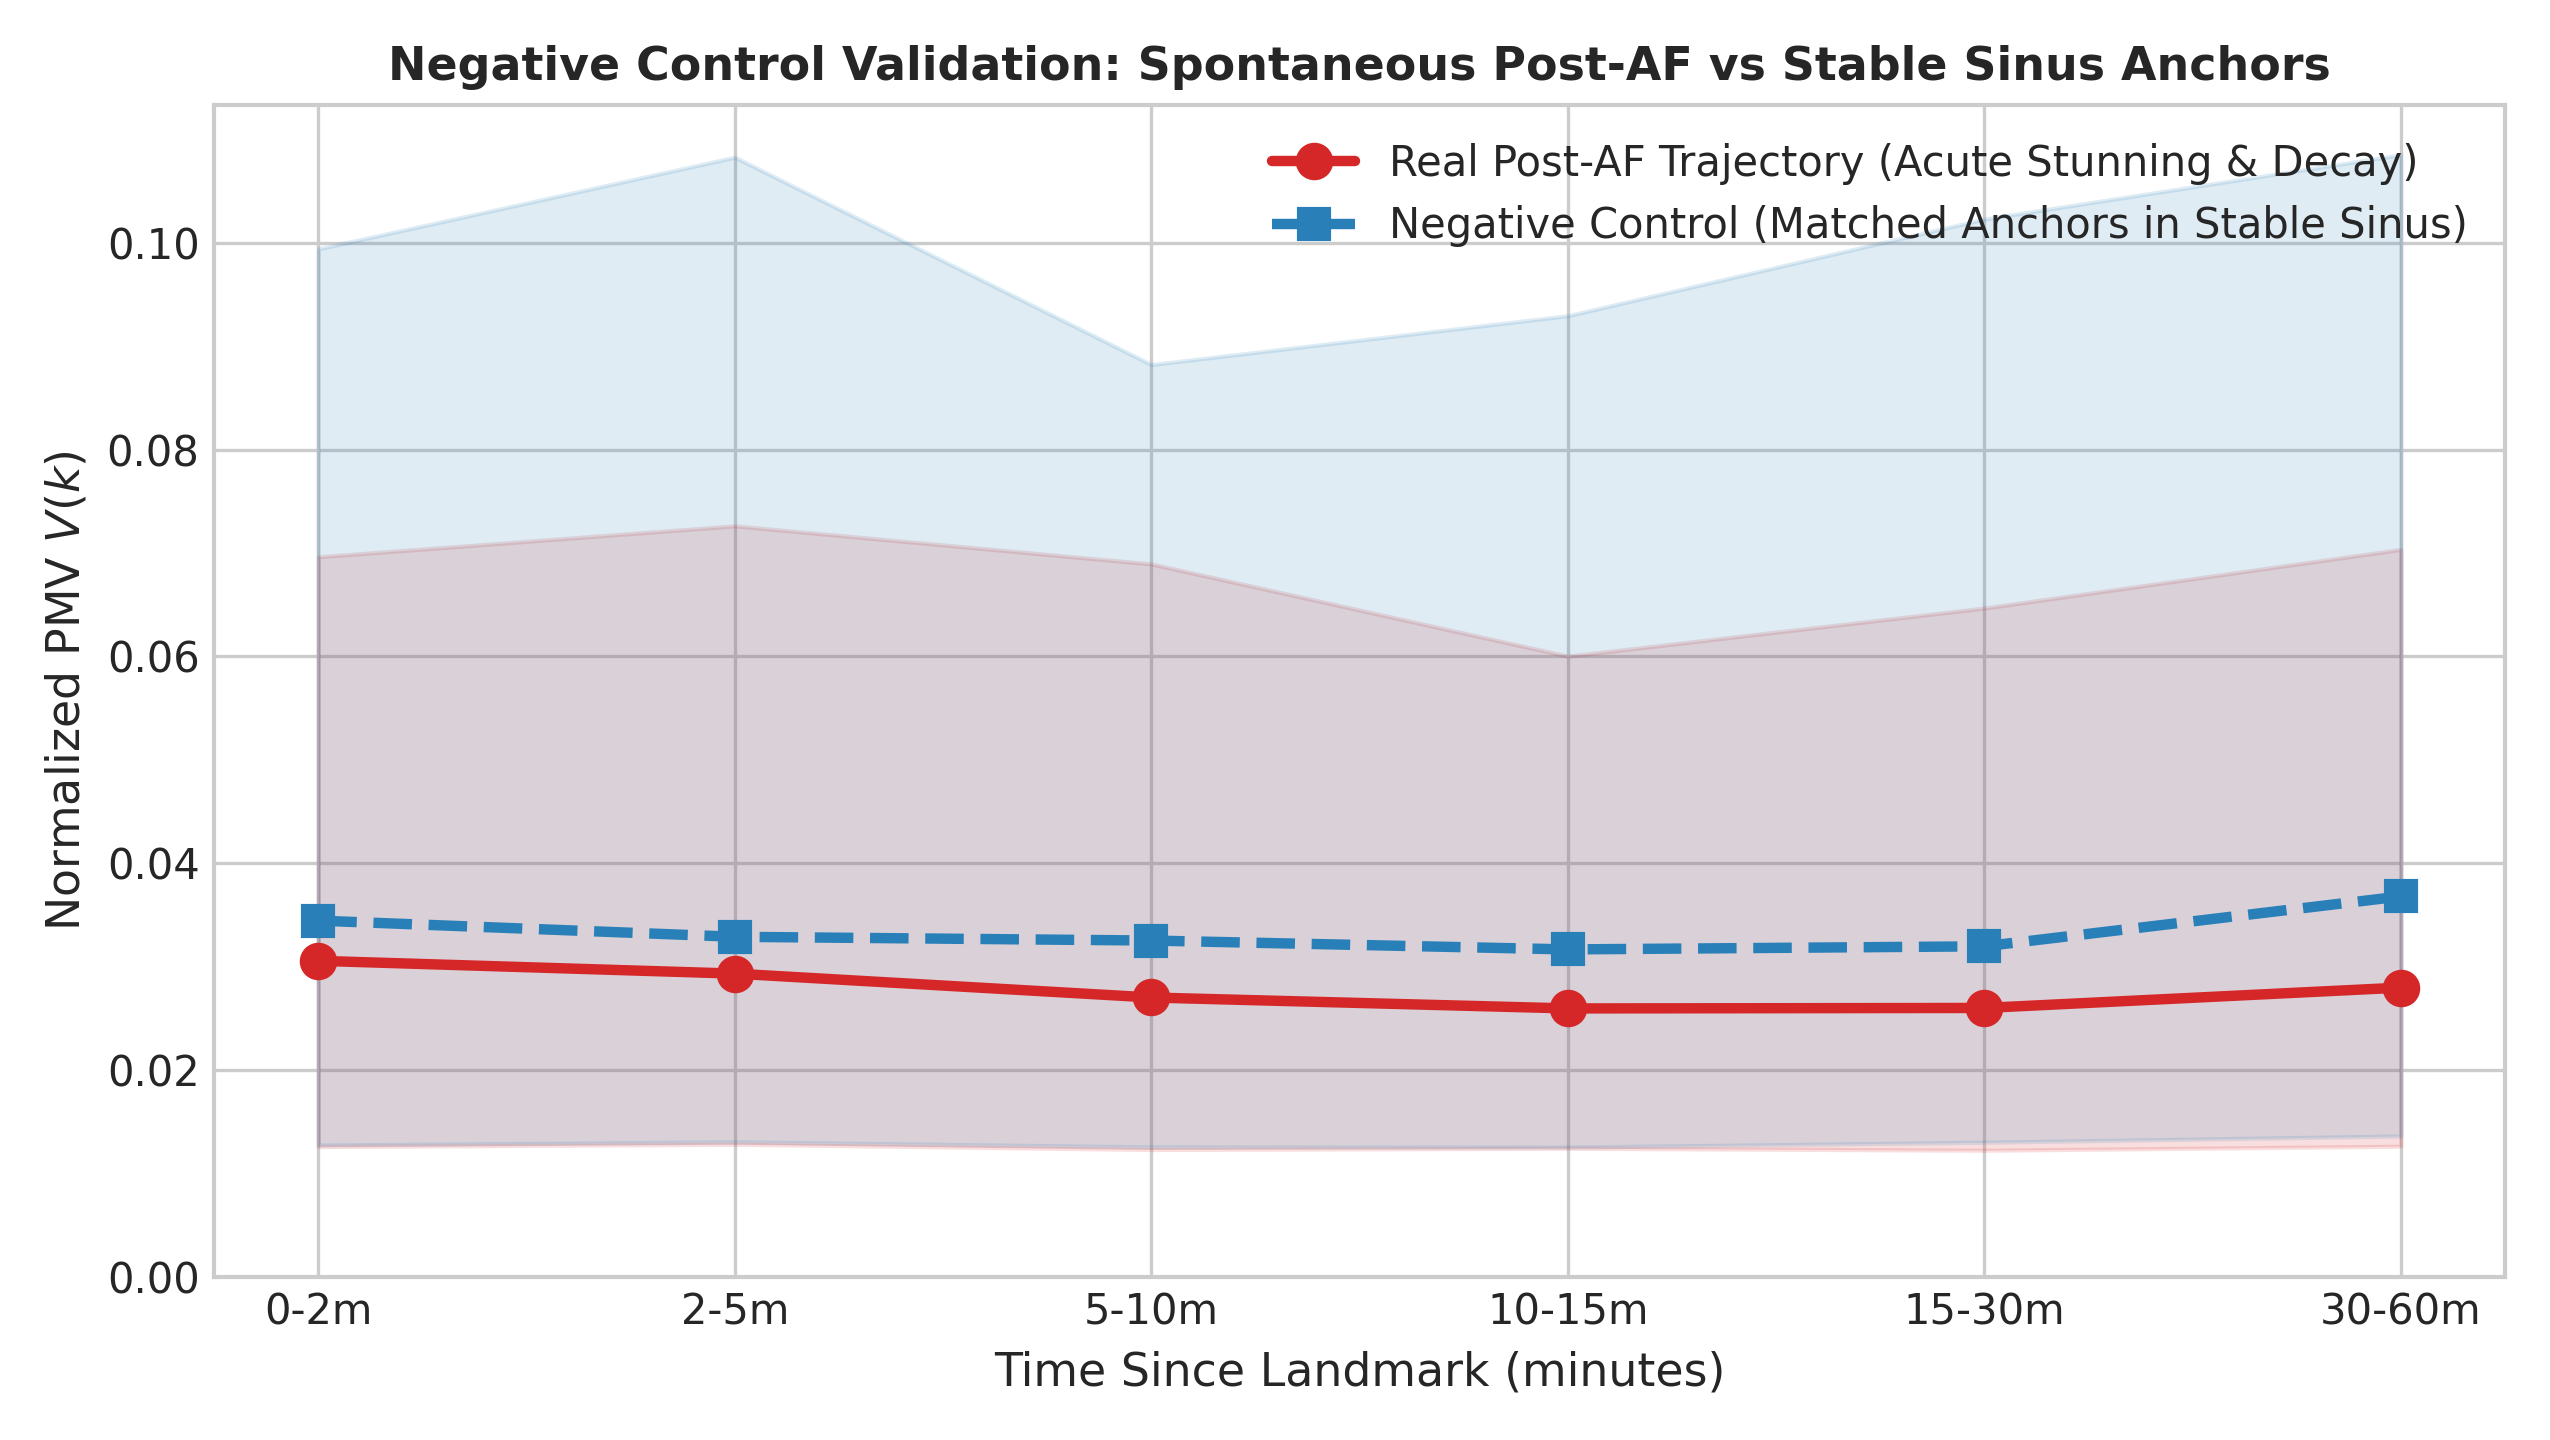 Negative Control Validation: Spontaneous Post-AF vs Stable Sinus Anchors
Real Post-AF Trajectory (Acute Stunning & Decay)
Negative Control (Matched Anchors in Stable Sinus)
Normalized PMV V(k)
0.10
0.08
0.06
0.04
0.02
0.00
0-2m 2-5m 5-10m 10-15m 15-30m 30-60m
Time Since Landmark (minutes)